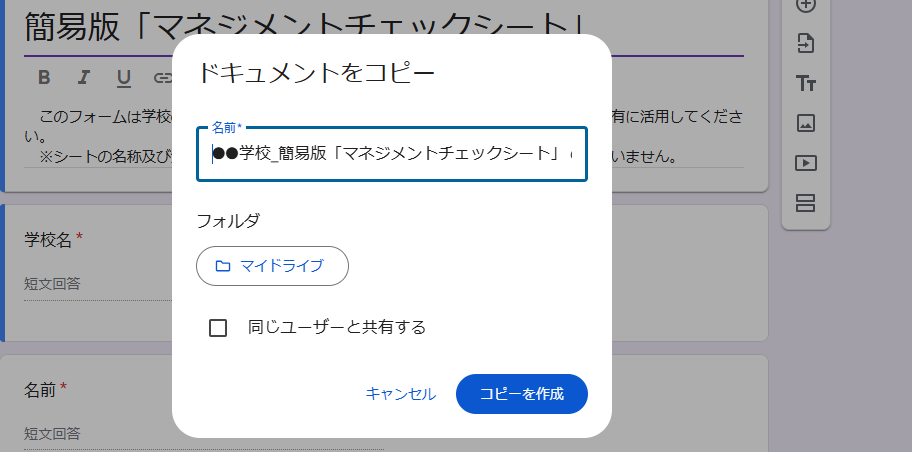 簡易版「マネジメントチェックシート」
B I U
ドキュメントをコピー
このフォームは学校
有に活用してくださ
い。
名前*
●●学校_簡易版「マネジメントチェックシート」
※シートの名称及び
いません。
Tт
フォルダ
マイドライブ
学校名 *
短文回答
同じユーザーと共有する
キャンセル
コピーを作成
名前 *
短文回答